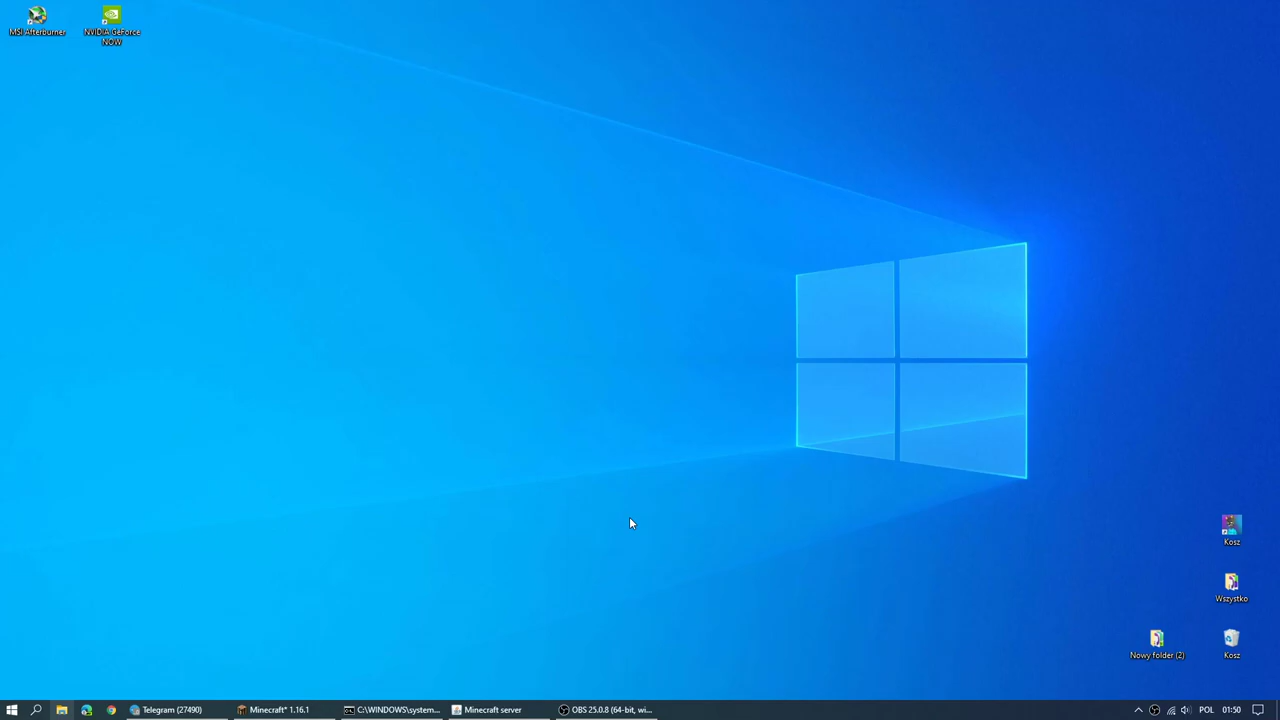 MSI Afterburner
NVIDIA GeForce
NOW
Kosz
Wszystko
Nowy folder (2)
Kosz
Telegram (27490)
Minecraft* 1.16.1
C:\WINDOWS\system...
Minecraft server
OBS 25.0.8 (64-bit, wi...
POL
01:50